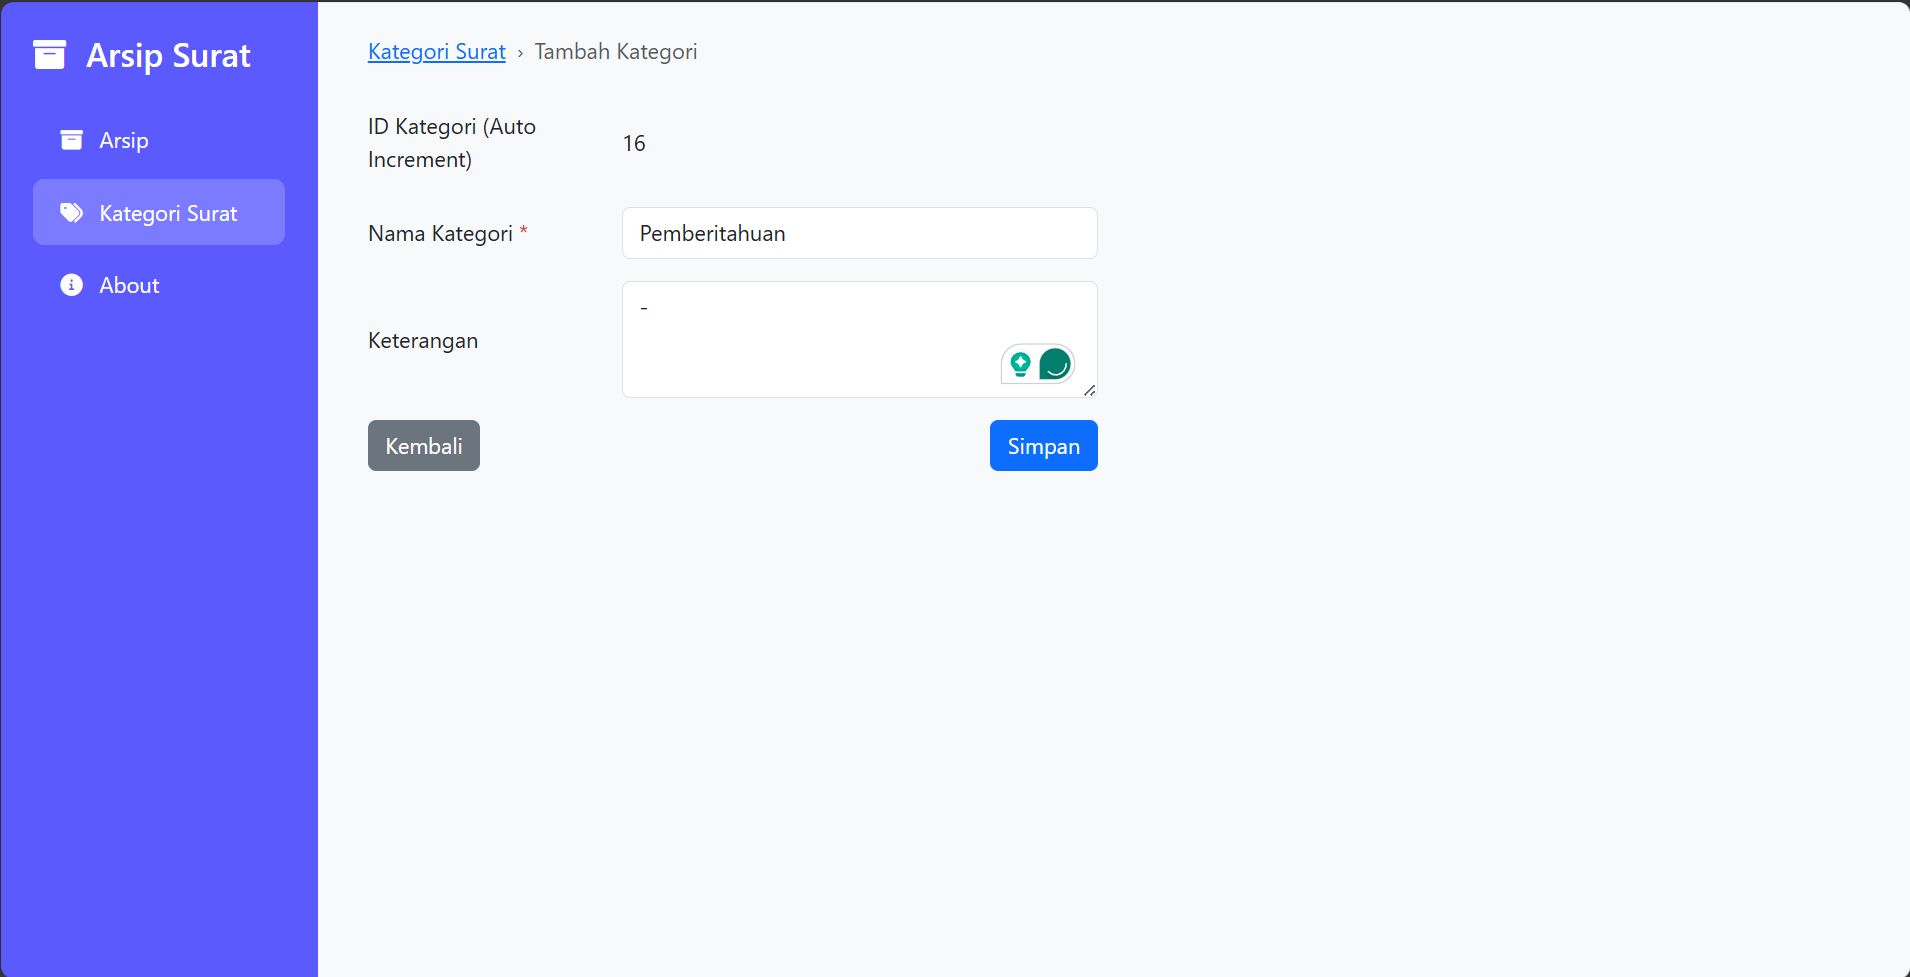 Arsip Surat
Arsip
Kategori Surat
About
Kategori Surat › Tambah Kategori
ID Kategori (Auto
Increment)
16
Nama Kategori *
Pemberitahuan
Keterangan
-
Kembali
Simpan